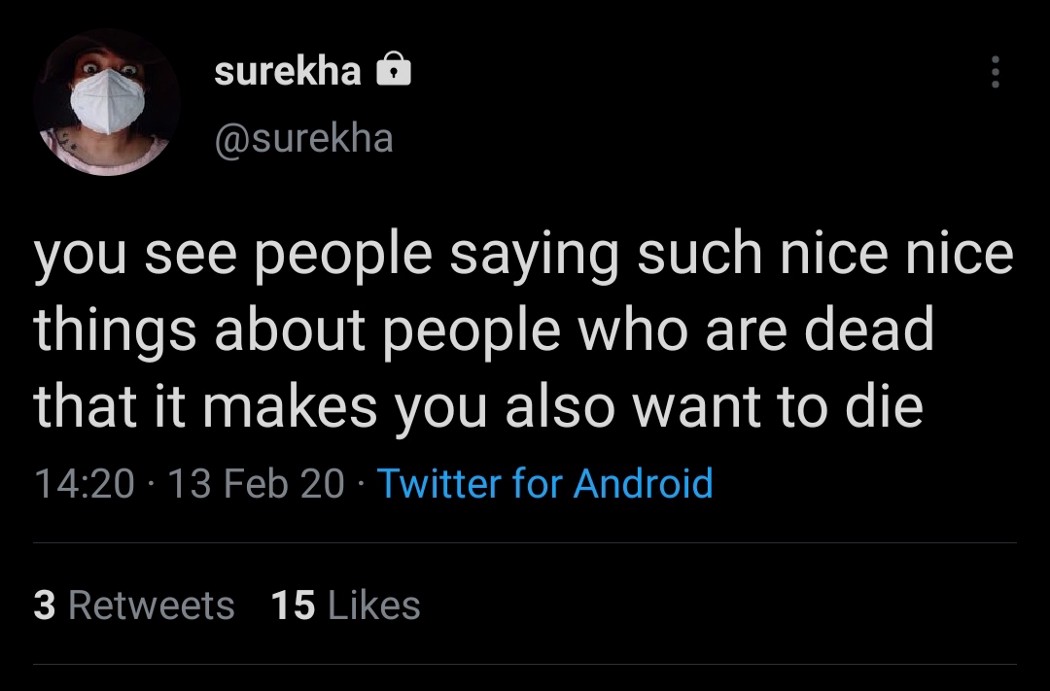 surekha
@surekha
you see people saying such nice nice
things about people who are dead
that it makes you also want to die
14:20 · 13 Feb 20 · Twitter for Android
3 Retweets 15 Likes